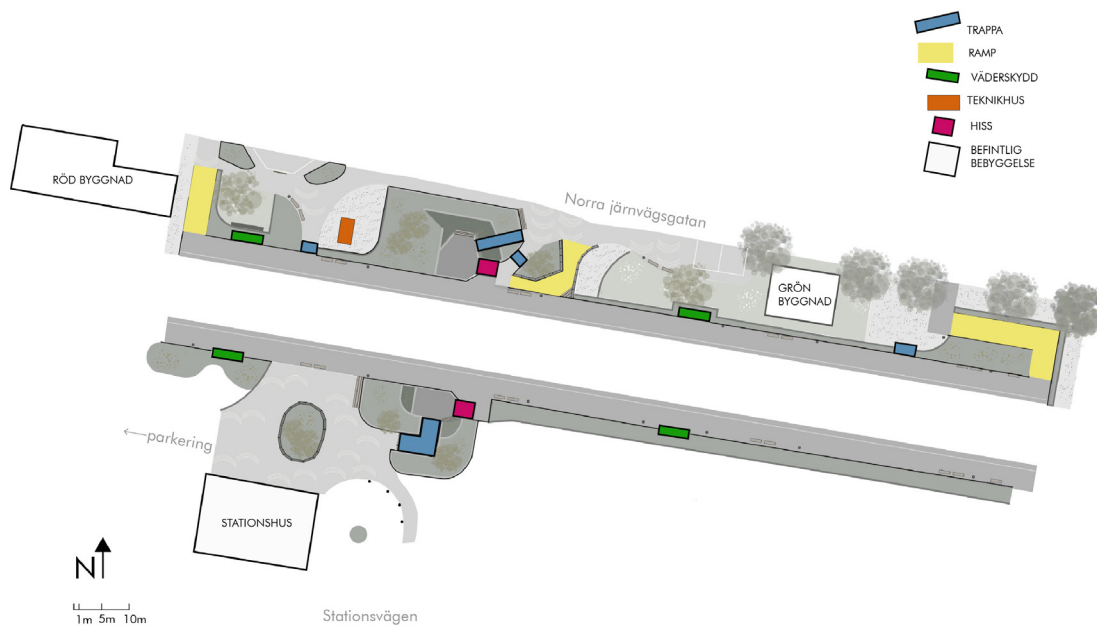 TRAPPA
RAMP
VÄDERSKYDD
TEKNIKHUS
HISS
BEFINTLIG
BEBYGGELSE
RÖD BYGGNAD
Norra järnvägsgatan
GRÖN
BYGGNAD
←parkering
STATIONSHUS
N
1m 5m 10m
Stationsvägen